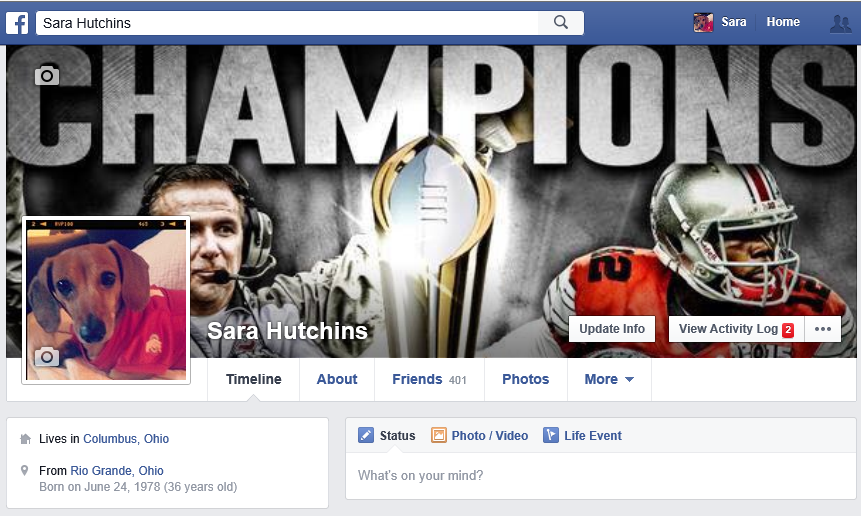 f Sara Hutchins Sara Home
CHAMPIONS
Sara Hutchins
Update Info View Activity Log 2 •••
Timeline About Friends 401 Photos More
Lives in Columbus, Ohio
From Rio Grande, Ohio
Born on June 24, 1978 (36 years old)
Status Photo / Video Life Event
What's on your mind?